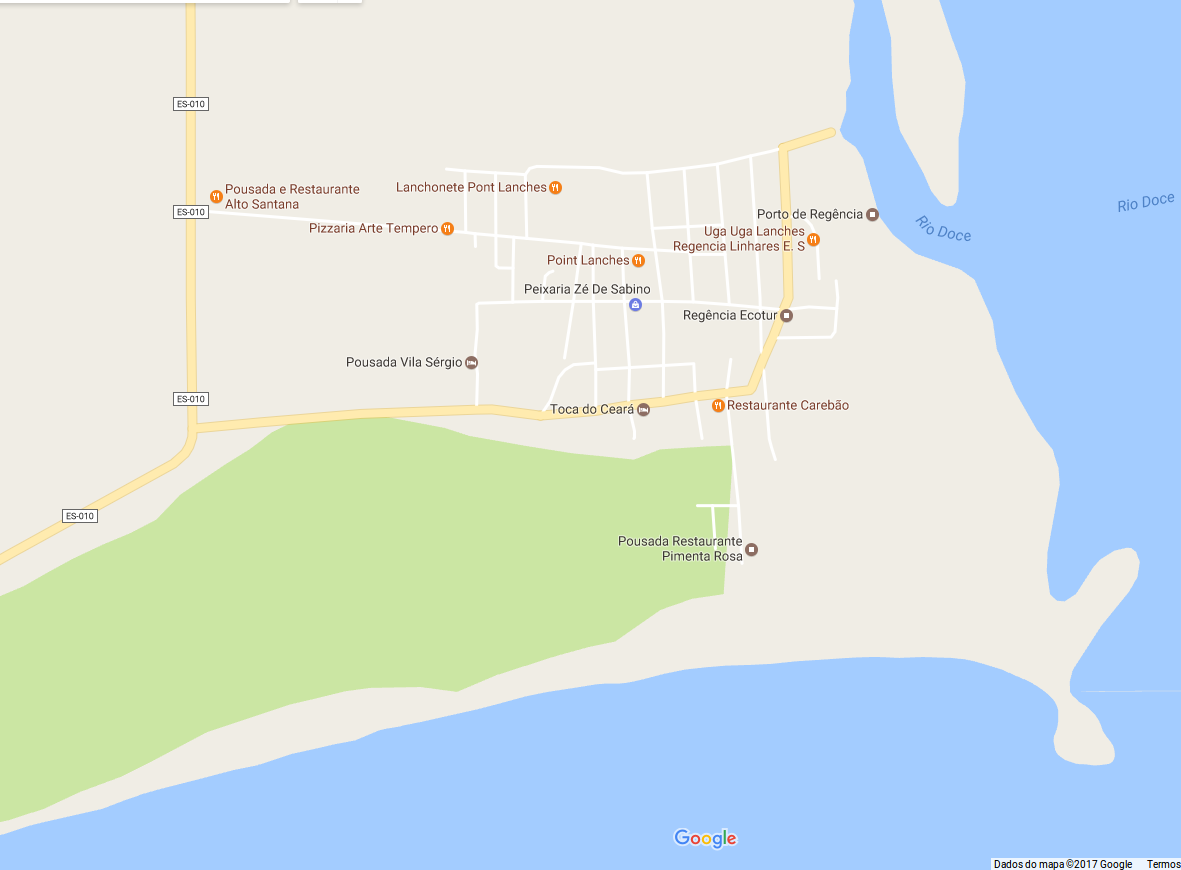 ES-010
Pousada e Restaurante
Alto Santana
ES-010
Lanchonete Pont Lanches
Pizzaria Arte Tempero
Porto de Regência
Rio Doce
Rio Doce
Uga Uga Lanches
Regencia Linhares E. S
Point Lanches
Peixaria Zé De Sabino
Regência Ecotur
Pousada Vila Sérgio
ES-010
Toca do Ceará
Restaurante Carebão
ES-010
Pousada Restaurante
Pimenta Rosa
Google
Dados do mapa ©2017 Google Termos